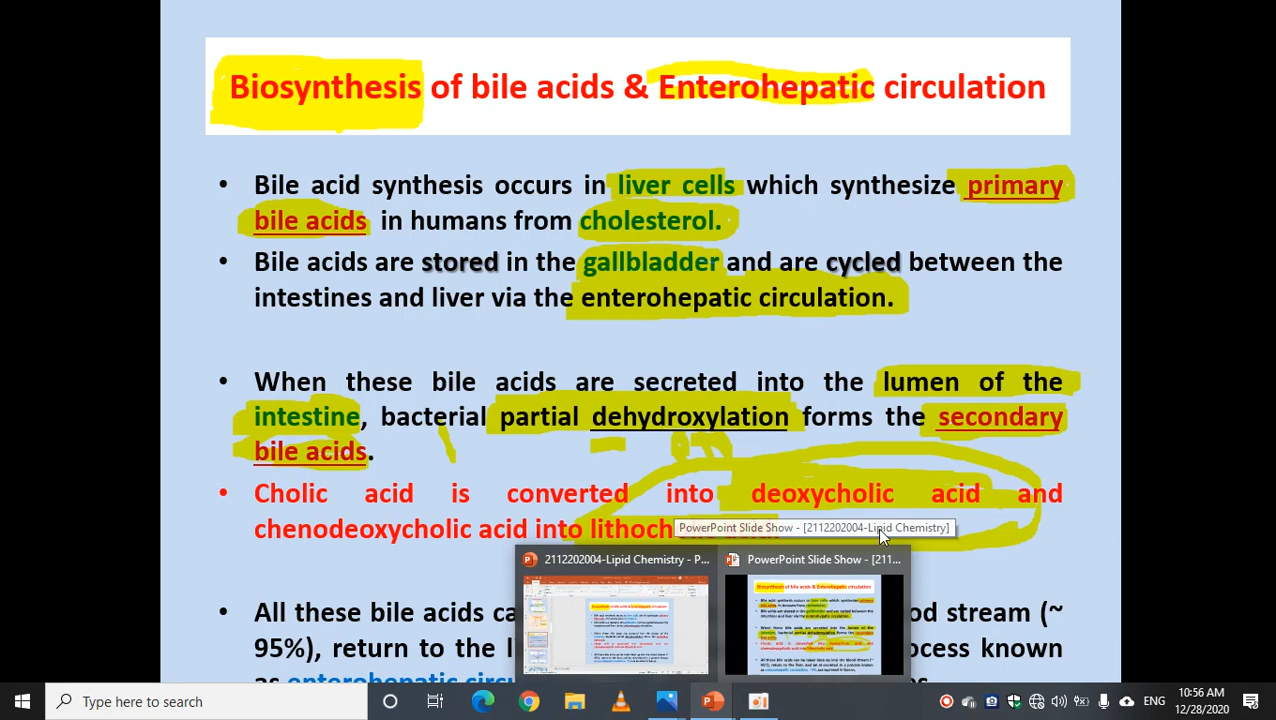 Biosynthesis of bile acids & Enterohepatic circulation
• Bile acid synthesis occurs in liver cells which synthesize primary
bile acids in humans from cholesterol.
• Bile acids are stored in the gallbladder and are cycled between the
intestines and liver via the enterohepatic circulation.
• When these bile acids are secreted into the lumen of the
intestine, bacterial partial dehydroxylation forms the secondary
bile acids.
• Cholic acid is converted into deoxycholic acid and
chenodeoxycholic acid into
PowerPoint Slide Show - [2112202004-Lipid Chemistry]
2112202004-Lipid Chemistry - P...
PowerPoint Slide Show - [211...
• All these bile acids stream (~
95%), return to the known
as enterohepatic
Type here to search
ENG
10:56 AM
12/28/2020